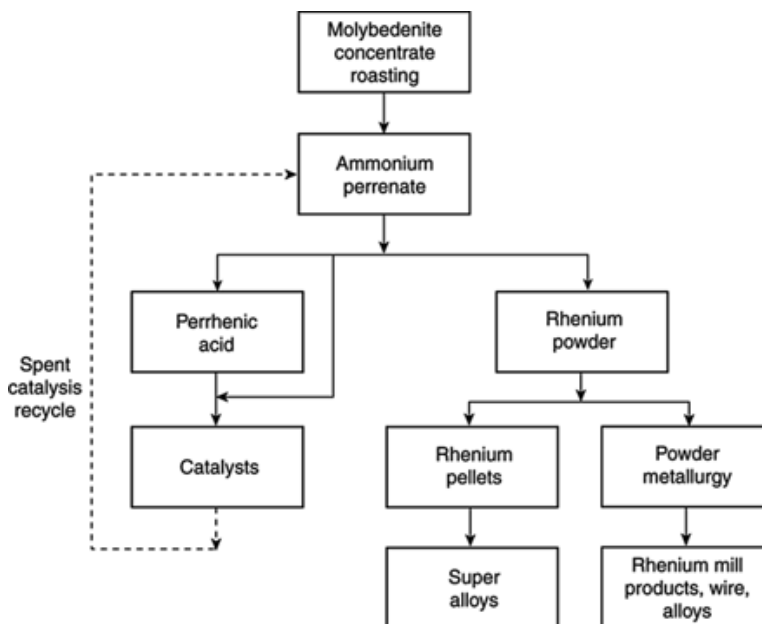 Molybedenite
concentrate
roasting
Ammonium
perrenate
Perrhenic
acid
Rhenium
powder
Spent
catalysis
recycle
Catalysts
Rhenium
pellets
Powder
metallurgy
Super
alloys
Rhenium mill
products, wire,
alloys